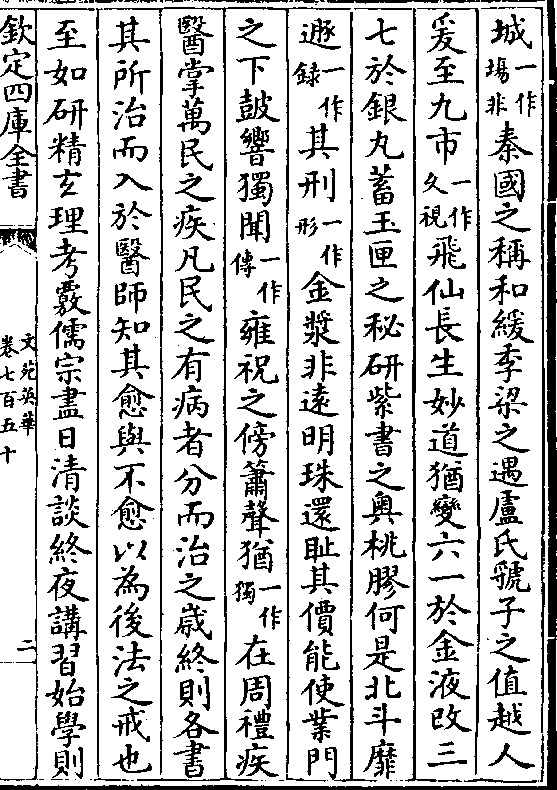 城一作場非秦國之稱和緩季梁之遇盧氏虢子之值越人
爰至九市一作久視飛仙長生妙道猶變六一於金液改三
七於銀丸蓄玉匣之秘研紫書之奧桃膠何是北斗靡
遯一作錄其刑一作形金漿非遠明珠還耻其價能使業門
之下鼓響獨聞一作傳雍祝之傍簫聲猶一作獨在周禮疾
醫掌萬民之疾凡民之有病者分而治之歲終則各書
其所治而入於醫師知其愈與不愈以為後法之戒也
至如研精玄理考覈儒宗盡日清談終夜講習始學則
欽定四庫全書
文苑英華
卷七百五十
二